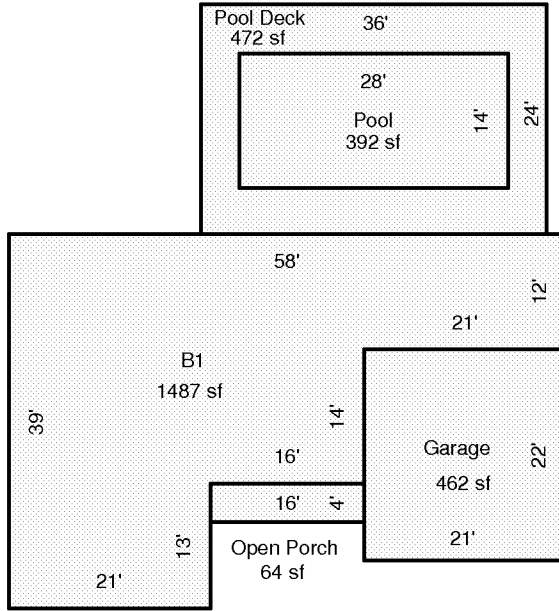 Pool Deck
472 sf
36'
28'
Pool
392 sf
14'
24'
58'
12'
21'
B1
1487 sf
39'
14'
16'
Garage
462 sf
22'
16'
4'
13'
Open Porch
64 sf
21'
21'